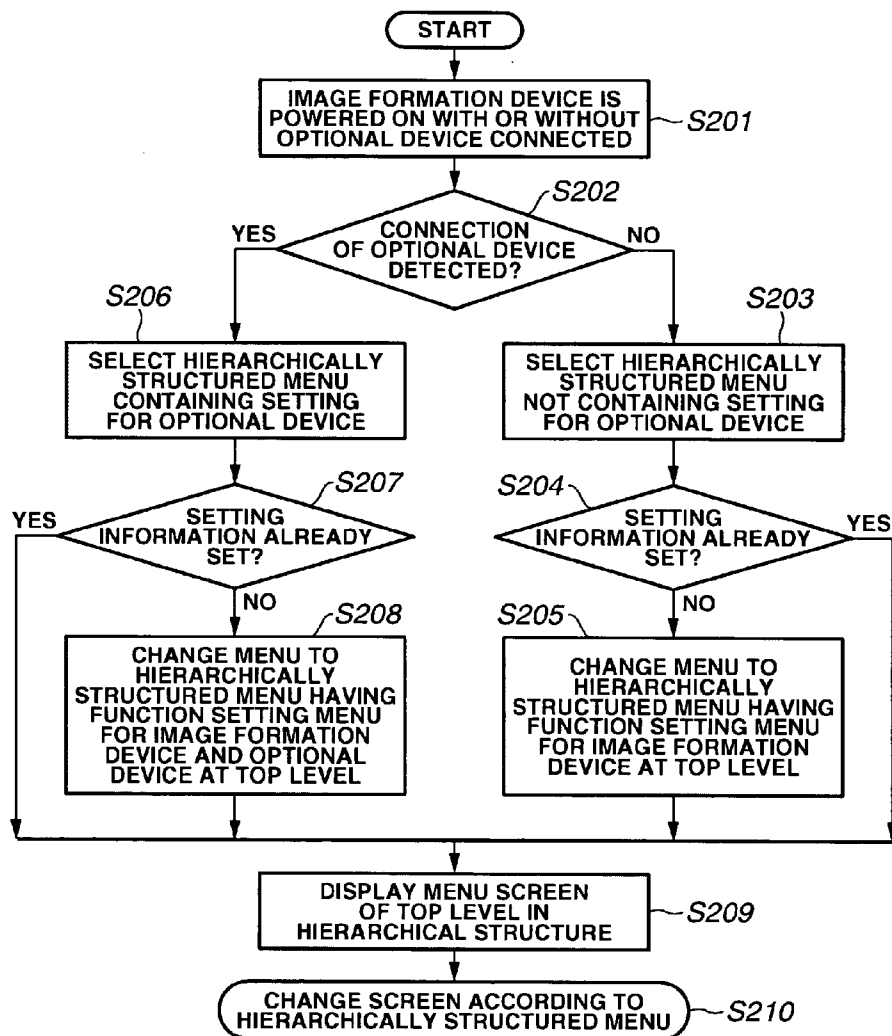 START
IMAGE FORMATION DEVICE IS
POWERED ON WITH OR WITHOUT
OPTIONAL DEVICE CONNECTED
S201
S202
CONNECTION
OF OPTIONAL DEVICE
DETECTED?
YES
NO
S206
SELECT HIERARCHICALLY
STRUCTURED MENU
CONTAINING SETTING
FOR OPTIONAL DEVICE
S203
SELECT HIERARCHICALLY
STRUCTURED MENU
NOT CONTAINING SETTING
FOR OPTIONAL DEVICE
S207
YES
SETTING
INFORMATION ALREADY
SET?
NO
S204
SETTING
INFORMATION ALREADY
SET?
YES
NO
S208
CHANGE MENU TO
HIERARCHICALLY
STRUCTURED MENU HAVING
FUNCTION SETTING MENU
FOR IMAGE FORMATION
DEVICE AND OPTIONAL
DEVICE AT TOP LEVEL
S205
CHANGE MENU TO
HIERARCHICALLY
STRUCTURED MENU HAVING
FUNCTION SETTING MENU
FOR IMAGE FORMATION
DEVICE AT TOP LEVEL
DISPLAY MENU SCREEN
OF TOP LEVEL IN
HIERARCHICAL STRUCTURE
S209
CHANGE SCREEN ACCORDING TO
HIERARCHICALLY STRUCTURED MENU
S210